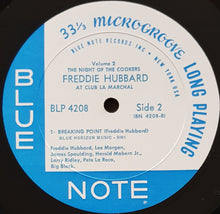 33⅓ MICROGROOVE LONG PLAYING
BLUE NOTE RECORDS INC • NEW YORK USA
Volume 2
THE NIGHT OF THE COOKERS
FREDDIE HUBBARD
AT CLUB LA MARCHAL
BLP 4208
Side 2
(BN 4208-B)
1- BREAKING POINT (Freddie Hubbard)
BLUE HORIZON MUSIC - BMI
Freddie Hubbard, Lee Morgan,
James Spaulding, Harold Mabern Jr.,
Larry Ridley, Pete La Roca,
Big Black.
BLUE
NOTE